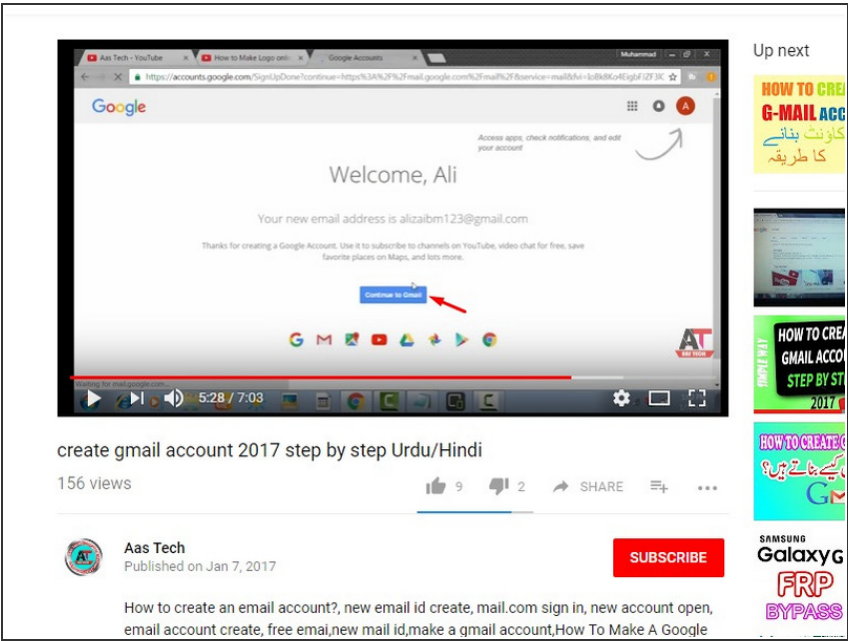 Aas Tech - YouTube
How to Make Logo onli
Google Accounts
Muhammad
https://accounts.google.com/SignUpDone?continue=https%3A%2F%2Fmail.google.com%2Fmail%2F&service=mail
Google
A
Access apps, check notifications, and edit
your account
Welcome, Ali
Your new email address is alizaibm123@gmail.com
Thanks for creating a Google Account. Use it to subscribe to channels on YouTube, video chat for free, save
favorite places on Maps, and lots more.
Continue to Gmail
AT
AAS TECH
Waiting for mail.google.com...
5:28 / 7:03
create gmail account 2017 step by step Urdu/Hindi
156 views
9
2
SHARE
Aas Tech
Published on Jan 7, 2017
SUBSCRIBE
How to create an email account?, new email id create, mail.com sign in, new account open,
email account create, free emai,new mail id,make a gmail account,How To Make A Google
Up next
HOW TO CREA
G-MAIL ACC
کاؤنٹ بنانے
کا طریقہ
SIMPLE WAY
HOW TO CREA
GMAIL ACCOU
STEP BY STE
2017
HOW TO CREATE G
کیسے بناتے ہیں؟
GM
SAMSUNG
Galaxy G
FRP
BYPASS